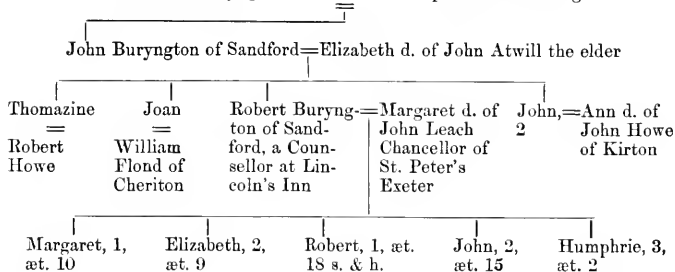 John Buryngton of Sandford=Elizabeth d. of John Atwill the elder
Thomazine
=
Robert
Howe
Joan
=
William
Flond of
Cheriton
Robert Buryng-=Margaret d. of
ton of Sand- John Leach
ford, a Coun- Chancellor of
sellor at Lin- St. Peter's
coln's Inn Exeter
John,=Ann d. of
2 John Howe
of Kirton
Margaret, 1,
æt. 10
Elizabeth, 2,
æt. 9
Robert, 1, æt.
18 s. & h.
John, 2,
æt. 15
Humphrie, 3,
æt. 2